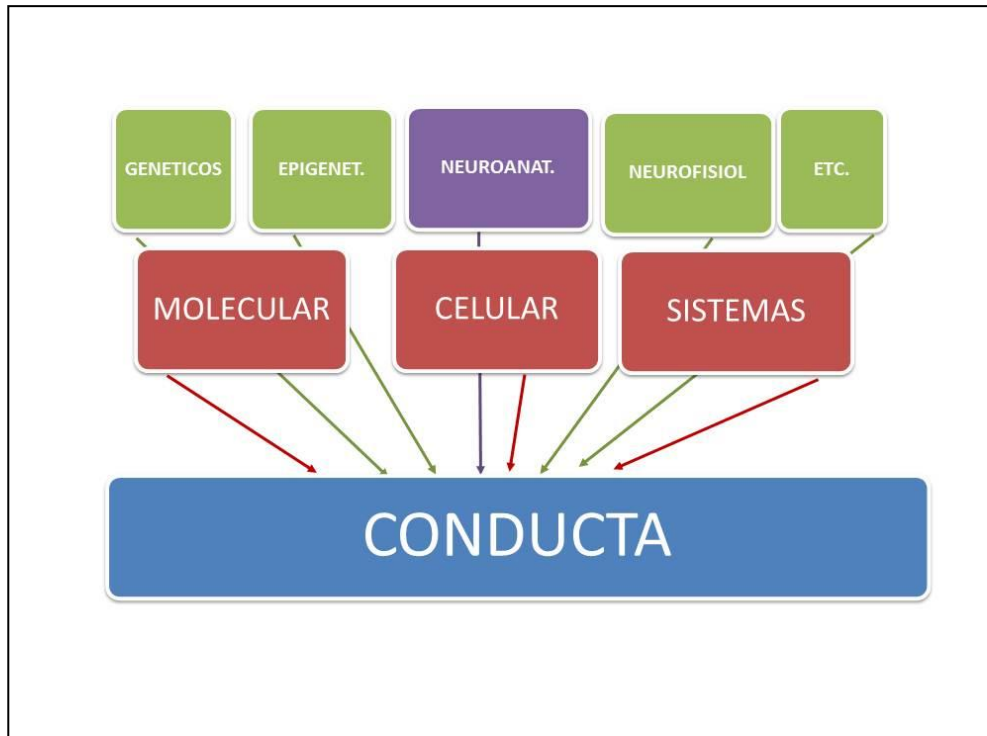 GENETICOS
EPIGENET.
NEUROANAT.
NEUROFISIOL
ETC.
MOLECULAR
CELULAR
SISTEMAS
CONDUCTA